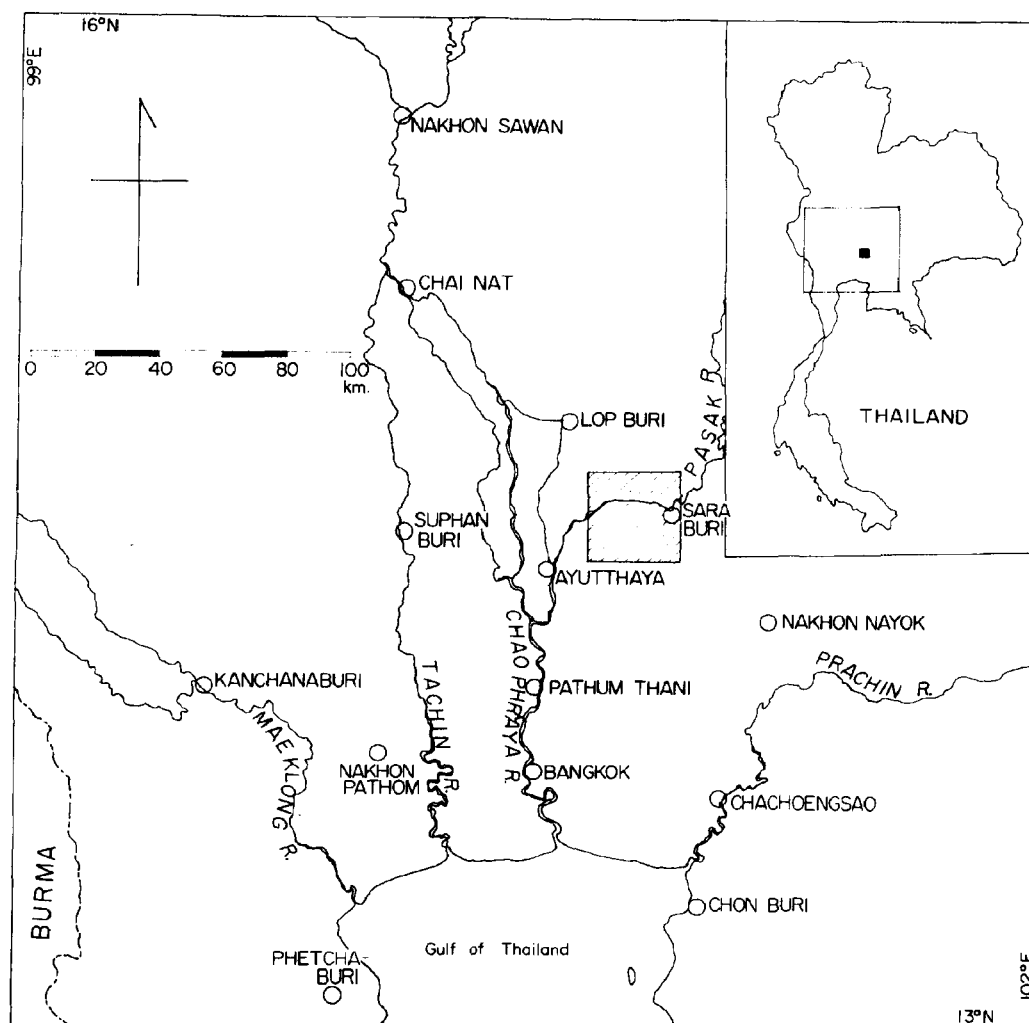 16°N
99°E
NAKHON SAWAN
CHAI NAT
0 20 40 60 80 100
km.
LOP BURI
PASAK R.
THAILAND
SUPHAN
BURI
SARA
BURI
AYUTTHAYA
NAKHON NAYOK
KANCHANABURI
TACHIN R.
CHAO PHRAYA R.
PATHUM THANI
PRACHIN R.
MAE KLONG R.
NAKHON
PATHOM
BANGKOK
CHACHOENGSAO
BURMA
CHON BURI
PHETCHA-
BURI
Gulf of Thailand
102°E
13°N